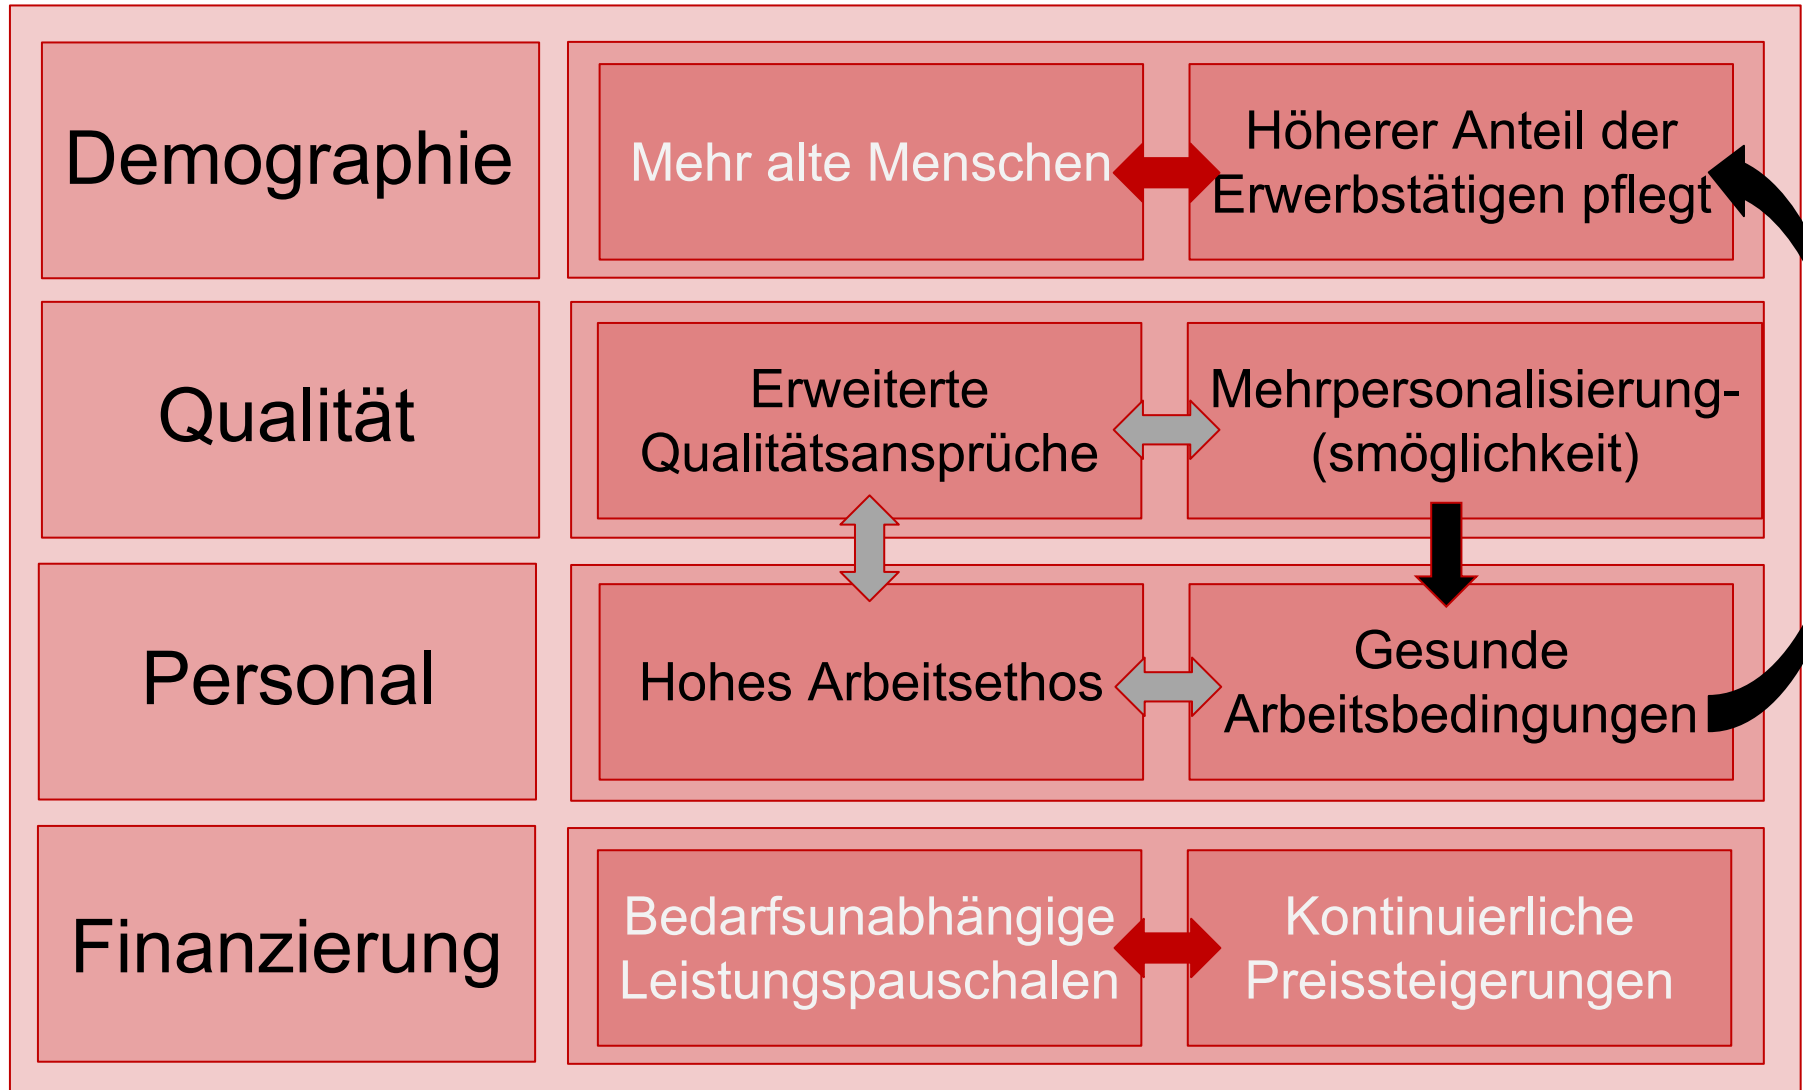 Demographie
Mehr alte Menschen
Höherer Anteil der
Erwerbstätigen pflegt
Qualität
Erweiterte
Qualitätsansprüche
Mehrpersonalisierung-
(smöglichkeit)
Personal
Hohes Arbeitsethos
Gesunde
Arbeitsbedingungen
Finanzierung
Bedarfsunabhängige
Leistungspauschalen
Kontinuierliche
Preissteigerungen